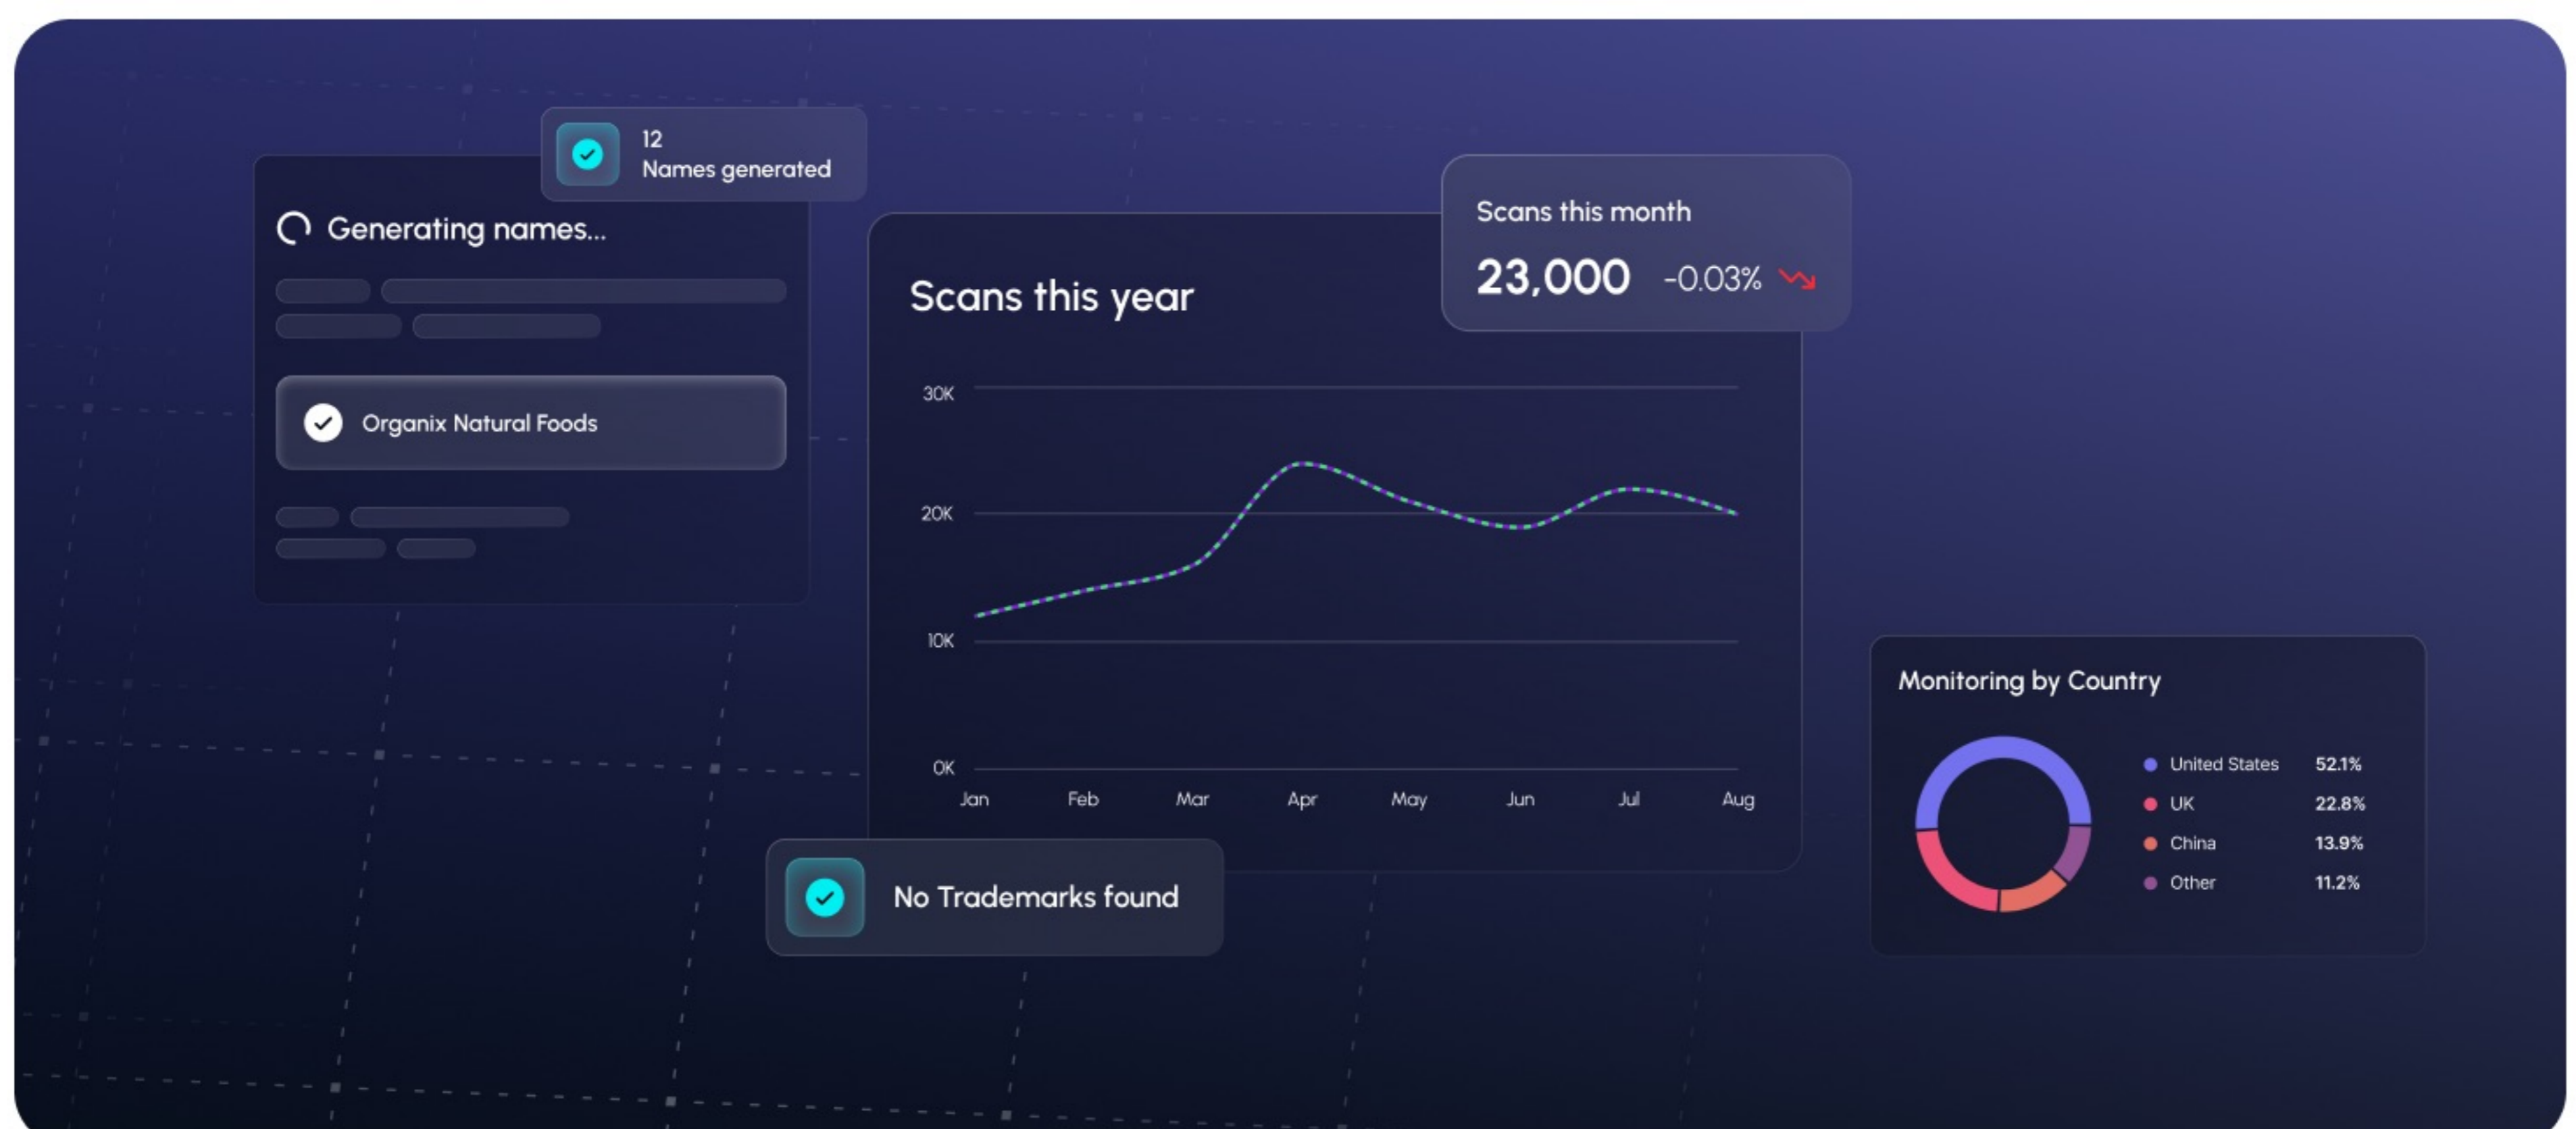 12
Names generated
Generating names...
Organix Natural Foods
Scans this month
23,000 -0.03%
Scans this year
30K
20K
10K
0K
Jan Feb Mar Apr May Jun Jul Aug
No Trademarks found
Monitoring by Country
United States 52.1%
UK 22.8%
China 13.9%
Other 11.2%